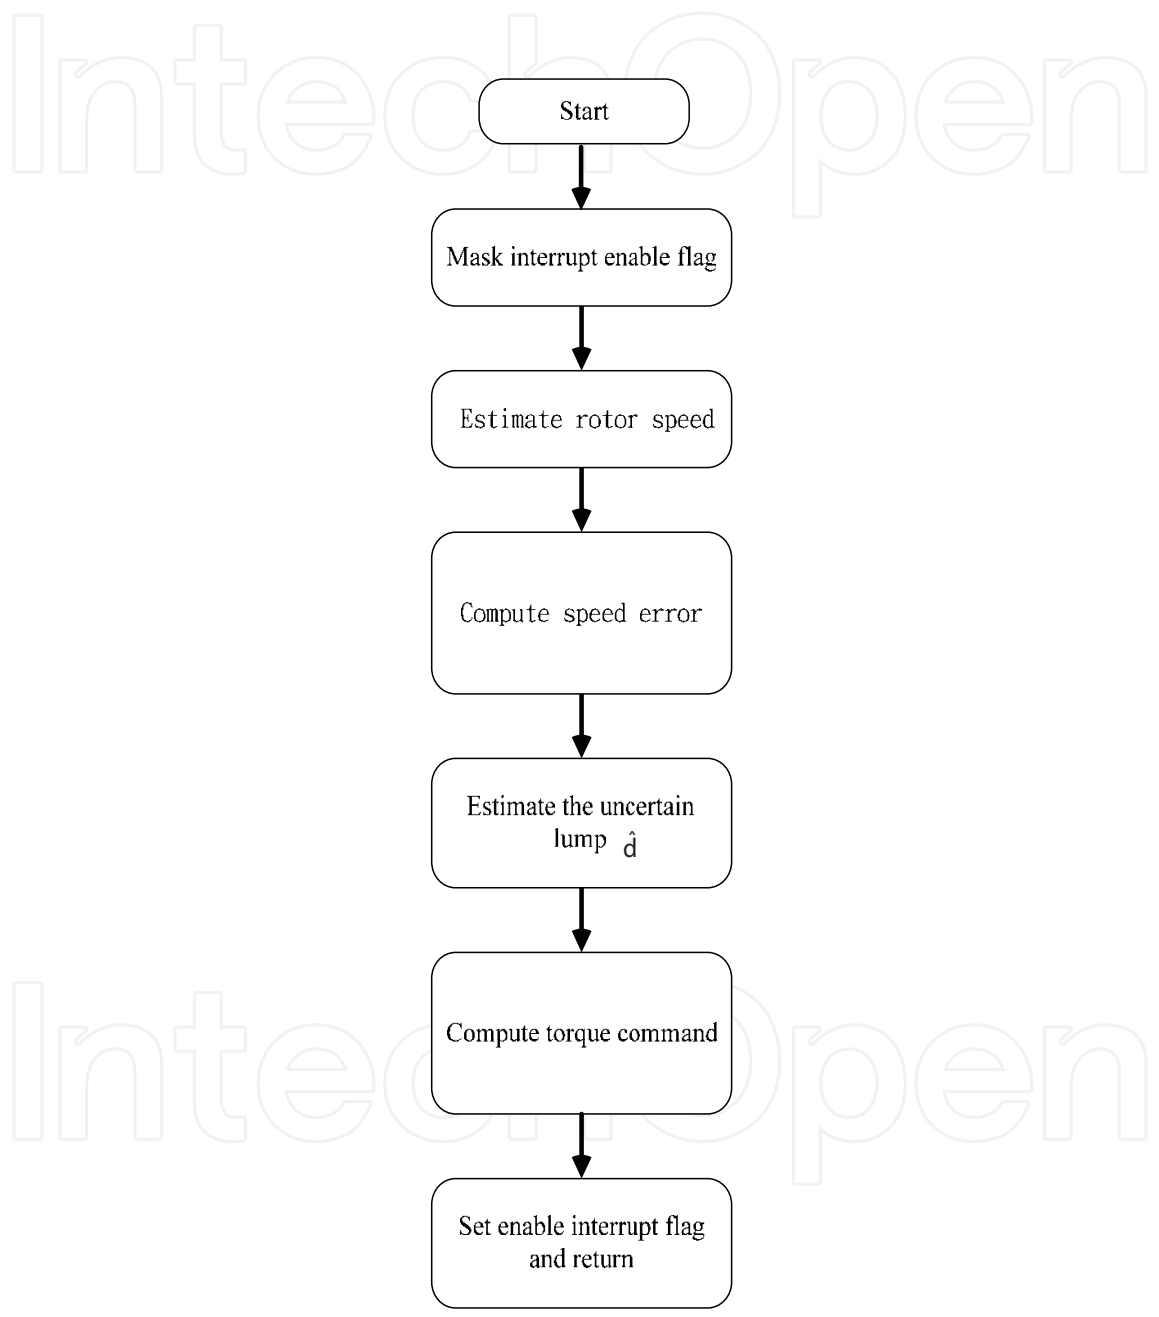 IntechOpen
Start
Mask interrupt enable flag
Estimate rotor speed
Compute speed error
Estimate the uncertain
lump d̂
IntechOpen
Compute torque command
Set enable interrupt flag
and return